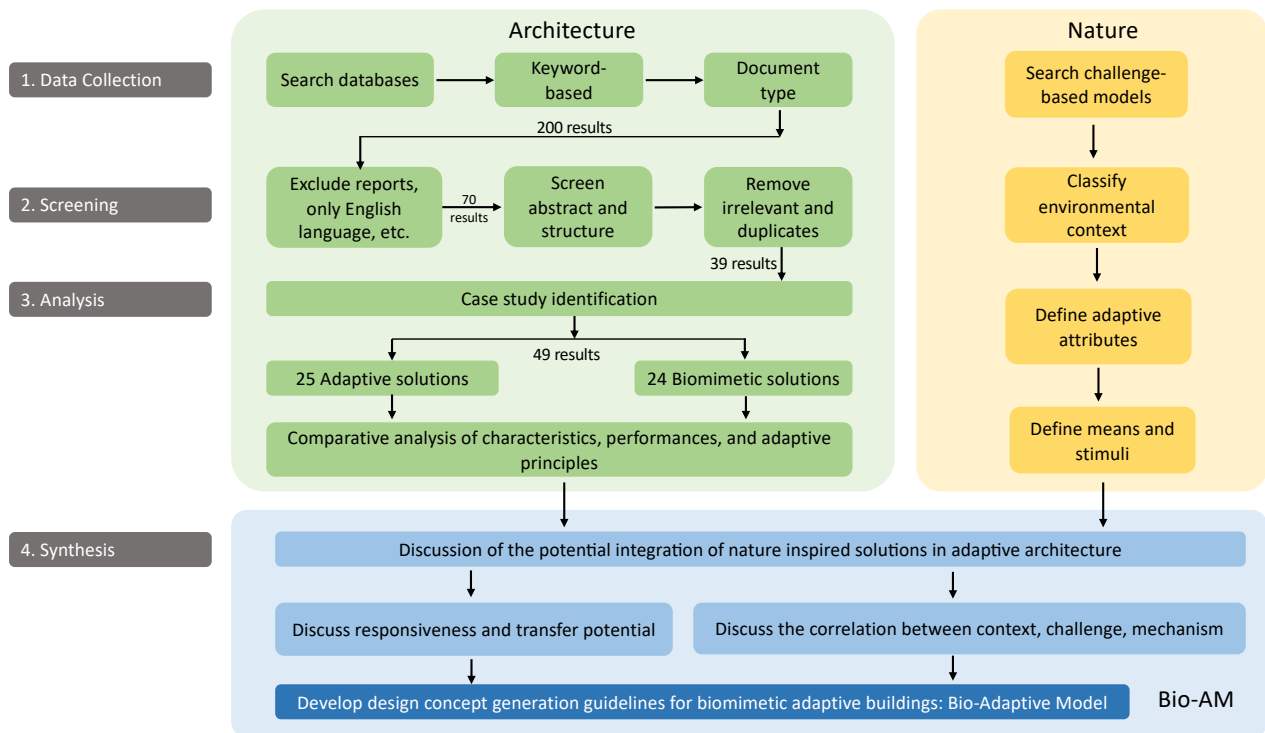 Architecture
Nature
1. Data Collection
Search databases
Keyword-
based
Document
type
Search challenge-
based models
200 results
2. Screening
Exclude reports,
only English
language, etc.
70
results
Screen
abstract and
structure
Remove
irrelevant and
duplicates
Classify
environmental
context
39 results
3. Analysis
Case study identification
Define adaptive
attributes
49 results
25 Adaptive solutions
24 Biomimetic solutions
Comparative analysis of characteristics, performances, and adaptive
principles
Define means and
stimuli
4. Synthesis
Discussion of the potential integration of nature inspired solutions in adaptive architecture
Discuss responsiveness and transfer potential
Discuss the correlation between context, challenge, mechanism
Develop design concept generation guidelines for biomimetic adaptive buildings: Bio-Adaptive Model
Bio-AM